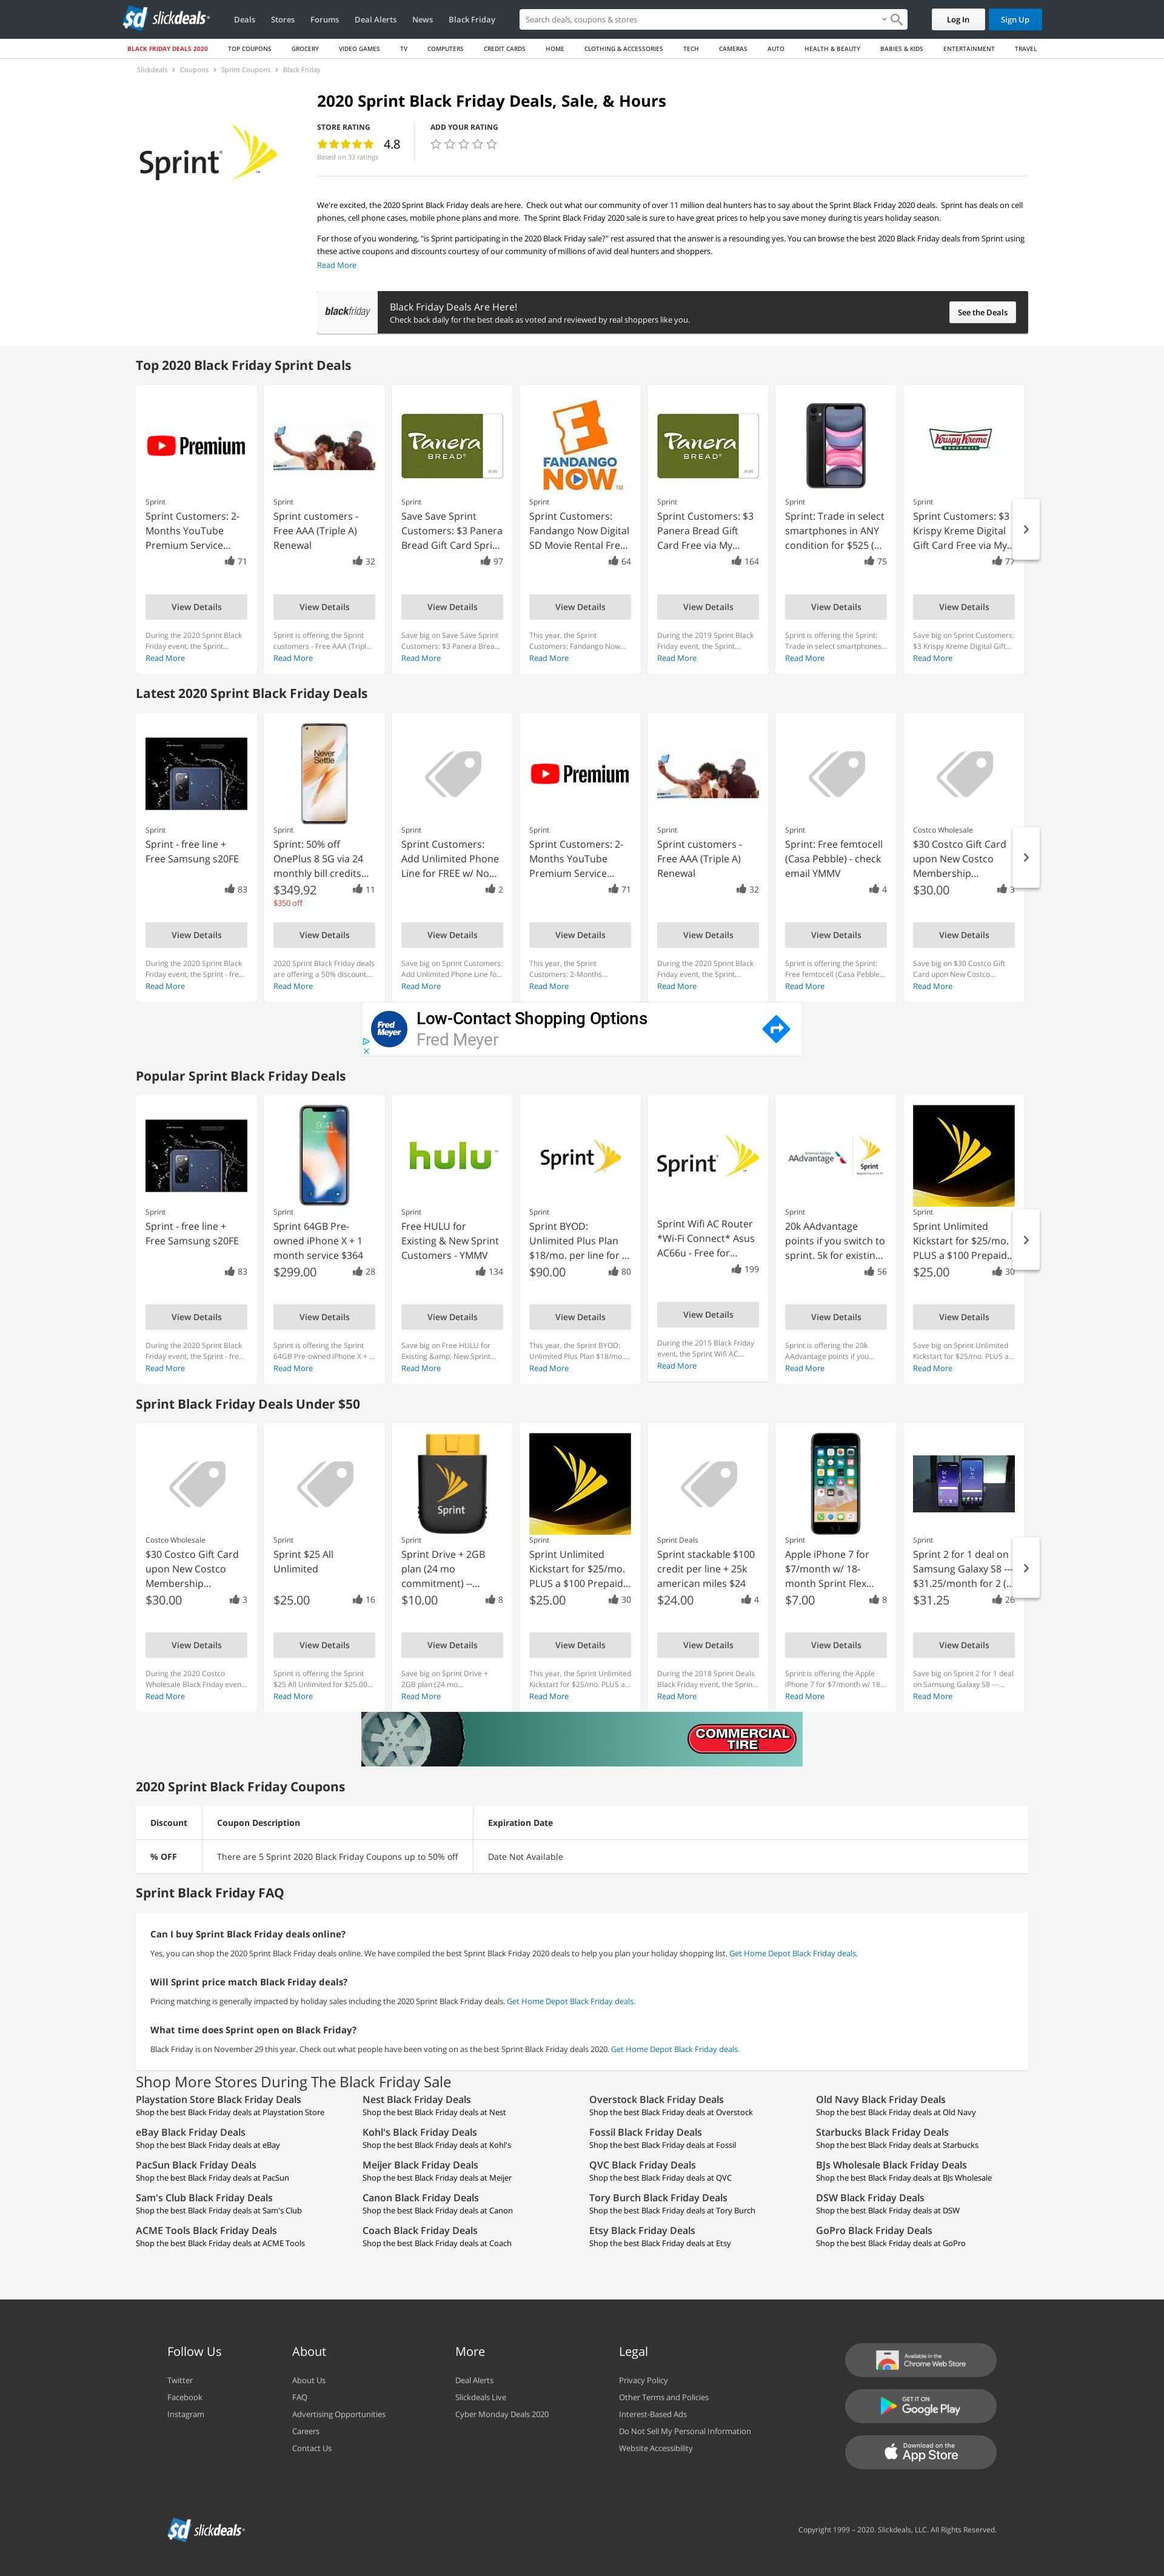 sd slickdeals
Deals Stores Forums Deal Alerts News Black Friday
Search deals, coupons & stores
Log In Sign Up
BLACK FRIDAY DEALS 2020 TOP COUPONS GROCERY VIDEO GAMES TV COMPUTERS CREDIT CARDS HOME CLOTHING & ACCESSORIES TECH CAMERAS AUTO HEALTH & BEAUTY BABIES & KIDS ENTERTAINMENT TRAVEL
Slickdeals > Coupons > Sprint Coupons > Black Friday
Sprint
2020 Sprint Black Friday Deals, Sale, & Hours
STORE RATING
4.8
Based on 33 ratings
ADD YOUR RATING
We're excited, the 2020 Sprint Black Friday deals are here. Check out what our community of over 11 million deal hunters has to say about the Sprint Black Friday 2020 deals. Sprint has deals on cell
phones, cell phone cases, mobile phone plans and more. The Sprint Black Friday 2020 sale is sure to have great prices to help you save money during tis years holiday season.
For those of you wondering, "is Sprint participating in the 2020 Black Friday sale?" rest assured that the answer is a resounding yes. You can browse the best 2020 Black Friday deals from Sprint using
these active coupons and discounts courtesy of our community of millions of avid deal hunters and shoppers.
Read More
blackfriday
Black Friday Deals Are Here!
Check back daily for the best deals as voted and reviewed by real shoppers like you.
See the Deals
Top 2020 Black Friday Sprint Deals
Premium
Sprint
Sprint Customers: 2-
Months YouTube
Premium Service...
71
View Details
During the 2020 Sprint Black
Friday event, the Sprint...
Read More
Sprint
Sprint customers -
Free AAA (Triple A)
Renewal
32
View Details
Sprint is offering the Sprint
customers - Free AAA (Tripl...
Read More
Panera
BREAD®
Sprint
Save Save Sprint
Customers: $3 Panera
Bread Gift Card Spri...
97
View Details
Save big on Save Save Sprint
Customers: $3 Panera Brea...
Read More
FANDANGO
NOW
Sprint
Sprint Customers:
Fandango Now Digital
SD Movie Rental Fre...
64
View Details
This year, the Sprint
Customers: Fandango Now...
Read More
Panera
BREAD®
Sprint
Sprint Customers: $3
Panera Bread Gift
Card Free via My...
164
View Details
During the 2019 Sprint Black
Friday event, the Sprint...
Read More
Sprint
Sprint: Trade in select
smartphones in ANY
condition for $525 (...
75
View Details
Sprint is offering the Sprint:
Trade in select smartphones...
Read More
Krispy Kreme
DOUGHNUTS
Sprint
Sprint Customers: $3
Krispy Kreme Digital
Gift Card Free via My...
77
View Details
Save big on Sprint Customers:
$3 Krispy Kreme Digital Gift...
Read More
Latest 2020 Sprint Black Friday Deals
Sprint
Sprint - free line +
Free Samsung s20FE
83
View Details
During the 2020 Sprint Black
Friday event, the Sprint - fre...
Read More
Never
Settle
Sprint
Sprint: 50% off
OnePlus 8 5G via 24
monthly bill credits...
$349.92 11
$350 off
View Details
2020 Sprint Black Friday deals
are offering a 50% discount...
Read More
Sprint
Sprint Customers:
Add Unlimited Phone
Line for FREE w/ No...
2
View Details
Save big on Sprint Customers:
Add Unlimited Phone Line fo...
Read More
Premium
Sprint
Sprint Customers: 2-
Months YouTube
Premium Service...
71
View Details
This year, the Sprint
Customers: 2-Months...
Read More
Sprint
Sprint customers -
Free AAA (Triple A)
Renewal
32
View Details
During the 2020 Sprint Black
Friday event, the Sprint...
Read More
Sprint
Sprint: Free femtocell
(Casa Pebble) - check
email YMMV
4
View Details
Sprint is offering the Sprint:
Free femtocell (Casa Pebble...
Read More
Costco Wholesale
$30 Costco Gift Card
upon New Costco
Membership...
$30.00 3
View Details
Save big on $30 Costco Gift
Card upon New Costco...
Read More
Fred Meyer
Low-Contact Shopping Options
Fred Meyer
Popular Sprint Black Friday Deals
Sprint
Sprint - free line +
Free Samsung s20FE
83
View Details
During the 2020 Sprint Black
Friday event, the Sprint - fre...
Read More
9:41
Sprint
Sprint 64GB Pre-
owned iPhone X + 1
month service $364
$299.00 28
View Details
Sprint is offering the Sprint
64GB Pre-owned iPhone X + ...
Read More
hulu
Sprint
Free HULU for
Existing & New Sprint
Customers - YMMV
134
View Details
Save big on Free HULU for
Existing &amp; New Sprint...
Read More
Sprint
Sprint
Sprint BYOD:
Unlimited Plus Plan
$18/mo. per line for ...
$90.00 80
View Details
This year, the Sprint BYOD:
Unlimited Plus Plan $18/mo....
Read More
Sprint
Sprint Wifi AC Router
*Wi-Fi Connect* Asus
AC66u - Free for...
199
View Details
During the 2015 Black Friday
event, the Sprint Wifi AC...
Read More
AAdvantage Sprint
Sprint
20k AAdvantage
points if you switch to
sprint. 5k for existin...
56
View Details
Sprint is offering the 20k
AAdvantage points if you...
Read More
Sprint
Sprint Unlimited
Kickstart for $25/mo.
PLUS a $100 Prepaid...
$25.00 30
View Details
Save big on Sprint Unlimited
Kickstart for $25/mo. PLUS a...
Read More
Sprint Black Friday Deals Under $50
Costco Wholesale
$30 Costco Gift Card
upon New Costco
Membership...
$30.00 3
View Details
During the 2020 Costco
Wholesale Black Friday even...
Read More
Sprint
Sprint $25 All
Unlimited
$25.00 16
View Details
Sprint is offering the Sprint
$25 All Unlimited for $25.00...
Read More
Sprint
Sprint
Sprint Drive + 2GB
plan (24 mo
commitment) --...
$10.00 8
View Details
Save big on Sprint Drive +
2GB plan (24 mo...
Read More
Sprint
Sprint Unlimited
Kickstart for $25/mo.
PLUS a $100 Prepaid...
$25.00 30
View Details
This year, the Sprint Unlimited
Kickstart for $25/mo. PLUS a...
Read More
Sprint Deals
Sprint stackable $100
credit per line + 25k
american miles $24
$24.00 4
View Details
During the 2018 Sprint Deals
Black Friday event, the Sprin...
Read More
Sprint
Apple iPhone 7 for
$7/month w/ 18-
month Sprint Flex...
$7.00 8
View Details
Sprint is offering the Apple
iPhone 7 for $7/month w/ 18...
Read More
Sprint
Sprint 2 for 1 deal on
Samsung Galaxy S8 ---
$31.25/month for 2 (...
$31.25 26
View Details
Save big on Sprint 2 for 1 deal
on Samsung Galaxy S8 ---...
Read More
COMMERCIAL
TIRE
2020 Sprint Black Friday Coupons
Discount Coupon Description Expiration Date
% OFF There are 5 Sprint 2020 Black Friday Coupons up to 50% off Date Not Available
Sprint Black Friday FAQ
Can I buy Sprint Black Friday deals online?
Yes, you can shop the 2020 Sprint Black Friday deals online. We have compiled the best Sprint Black Friday 2020 deals to help you plan your holiday shopping list. Get Home Depot Black Friday deals.
Will Sprint price match Black Friday deals?
Pricing matching is generally impacted by holiday sales including the 2020 Sprint Black Friday deals. Get Home Depot Black Friday deals.
What time does Sprint open on Black Friday?
Black Friday is on November 29 this year. Check out what people have been voting on as the best Sprint Black Friday deals 2020. Get Home Depot Black Friday deals.
Shop More Stores During The Black Friday Sale
Playstation Store Black Friday Deals Nest Black Friday Deals Overstock Black Friday Deals Old Navy Black Friday Deals
Shop the best Black Friday deals at Playstation Store Shop the best Black Friday deals at Nest Shop the best Black Friday deals at Overstock Shop the best Black Friday deals at Old Navy
eBay Black Friday Deals Kohl's Black Friday Deals Fossil Black Friday Deals Starbucks Black Friday Deals
Shop the best Black Friday deals at eBay Shop the best Black Friday deals at Kohl's Shop the best Black Friday deals at Fossil Shop the best Black Friday deals at Starbucks
PacSun Black Friday Deals Meijer Black Friday Deals QVC Black Friday Deals BJs Wholesale Black Friday Deals
Shop the best Black Friday deals at PacSun Shop the best Black Friday deals at Meijer Shop the best Black Friday deals at QVC Shop the best Black Friday deals at BJs Wholesale
Sam's Club Black Friday Deals Canon Black Friday Deals Tory Burch Black Friday Deals DSW Black Friday Deals
Shop the best Black Friday deals at Sam's Club Shop the best Black Friday deals at Canon Shop the best Black Friday deals at Tory Burch Shop the best Black Friday deals at DSW
ACME Tools Black Friday Deals Coach Black Friday Deals Etsy Black Friday Deals GoPro Black Friday Deals
Shop the best Black Friday deals at ACME Tools Shop the best Black Friday deals at Coach Shop the best Black Friday deals at Etsy Shop the best Black Friday deals at GoPro
Follow Us
Twitter
Facebook
Instagram
About
About Us
FAQ
Advertising Opportunities
Careers
Contact Us
More
Deal Alerts
Slickdeals Live
Cyber Monday Deals 2020
Legal
Privacy Policy
Other Terms and Policies
Interest-Based Ads
Do Not Sell My Personal Information
Website Accessibility
Available in the
Chrome Web Store
GET IT ON
Google Play
Download on the
App Store
sd slickdeals
Copyright 1999 – 2020. Slickdeals, LLC. All Rights Reserved.